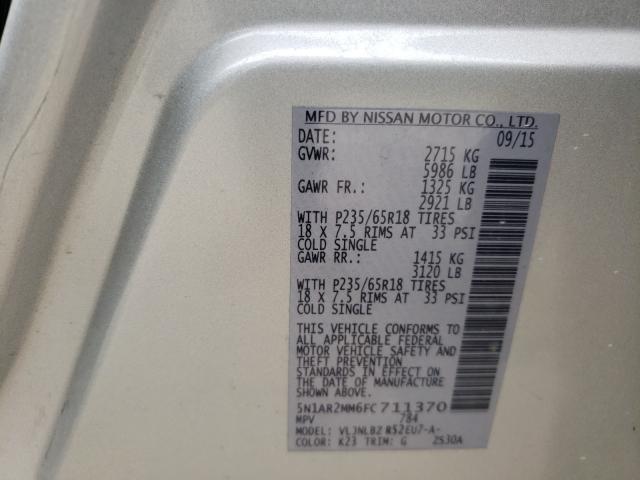 MFD BY NISSAN MOTOR CO., LTD.
DATE: 09/15
GVWR: 2715 KG
5986 LB
GAWR FR.: 1325 KG
2921 LB
WITH P235/65R18 TIRES
18 X 7.5 RIMS AT 33 PSI
COLD SINGLE
GAWR RR.: 1415 KG
3120 LB
WITH P235/65R18 TIRES
18 X 7.5 RIMS AT 33 PSI
COLD SINGLE
THIS VEHICLE CONFORMS TO
ALL APPLICABLE FEDERAL
MOTOR VEHICLE SAFETY AND
THEFT PREVENTION
STANDARDS IN EFFECT ON
THE DATE OF MANUFACTURE
SHOWN ABOVE.
5N1AR2MM6FC711370
MPV 784
MODEL: VLJNLBZ R52EU7-A-
COLOR: K23 TRIM: G 2530A